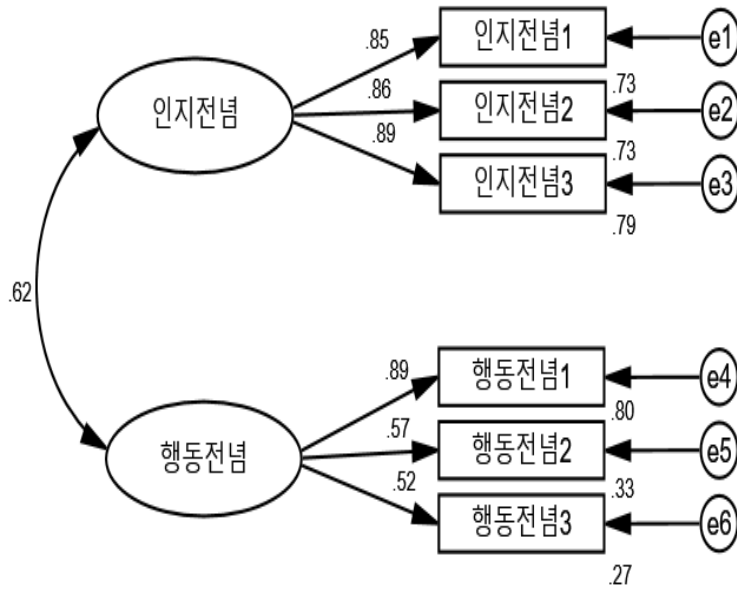 .85
인지전념1
e1
.73
인지전념
.86
인지전념2
e2
.73
.89
인지전념3
e3
.79
.62
.89
행동전념1
e4
.80
행동전념
.57
행동전념2
e5
.33
.52
행동전념3
e6
.27